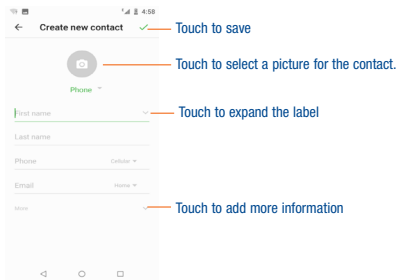 4:58
Create new contact
Touch to save
Touch to select a picture for the contact.
Phone
First name
Touch to expand the label
Last name
Phone Cellular
Email Home
More
Touch to add more information